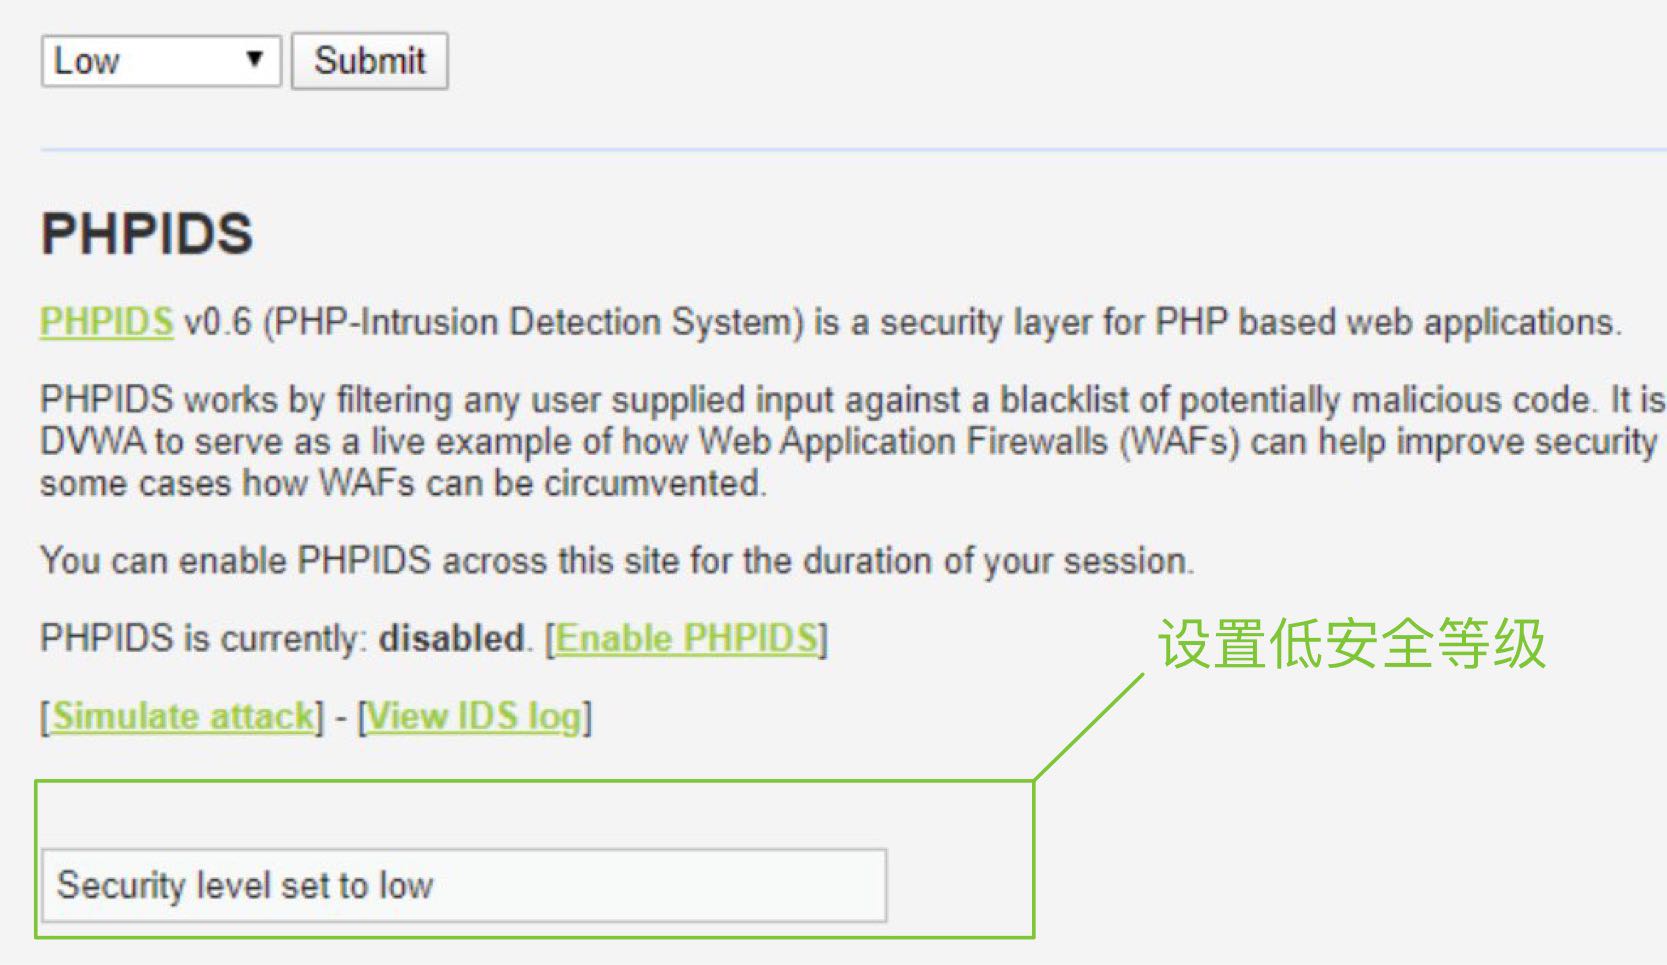 Low Submit
PHPIDS
PHPIDS v0.6 (PHP-Intrusion Detection System) is a security layer for PHP based web applications.
PHPIDS works by filtering any user supplied input against a blacklist of potentially malicious code. It is
DVWA to serve as a live example of how Web Application Firewalls (WAFs) can help improve security
some cases how WAFs can be circumvented.
You can enable PHPIDS across this site for the duration of your session.
PHPIDS is currently: disabled. [Enable PHPIDS]
设置低安全等级
[Simulate attack] - [View IDS log]
Security level set to low